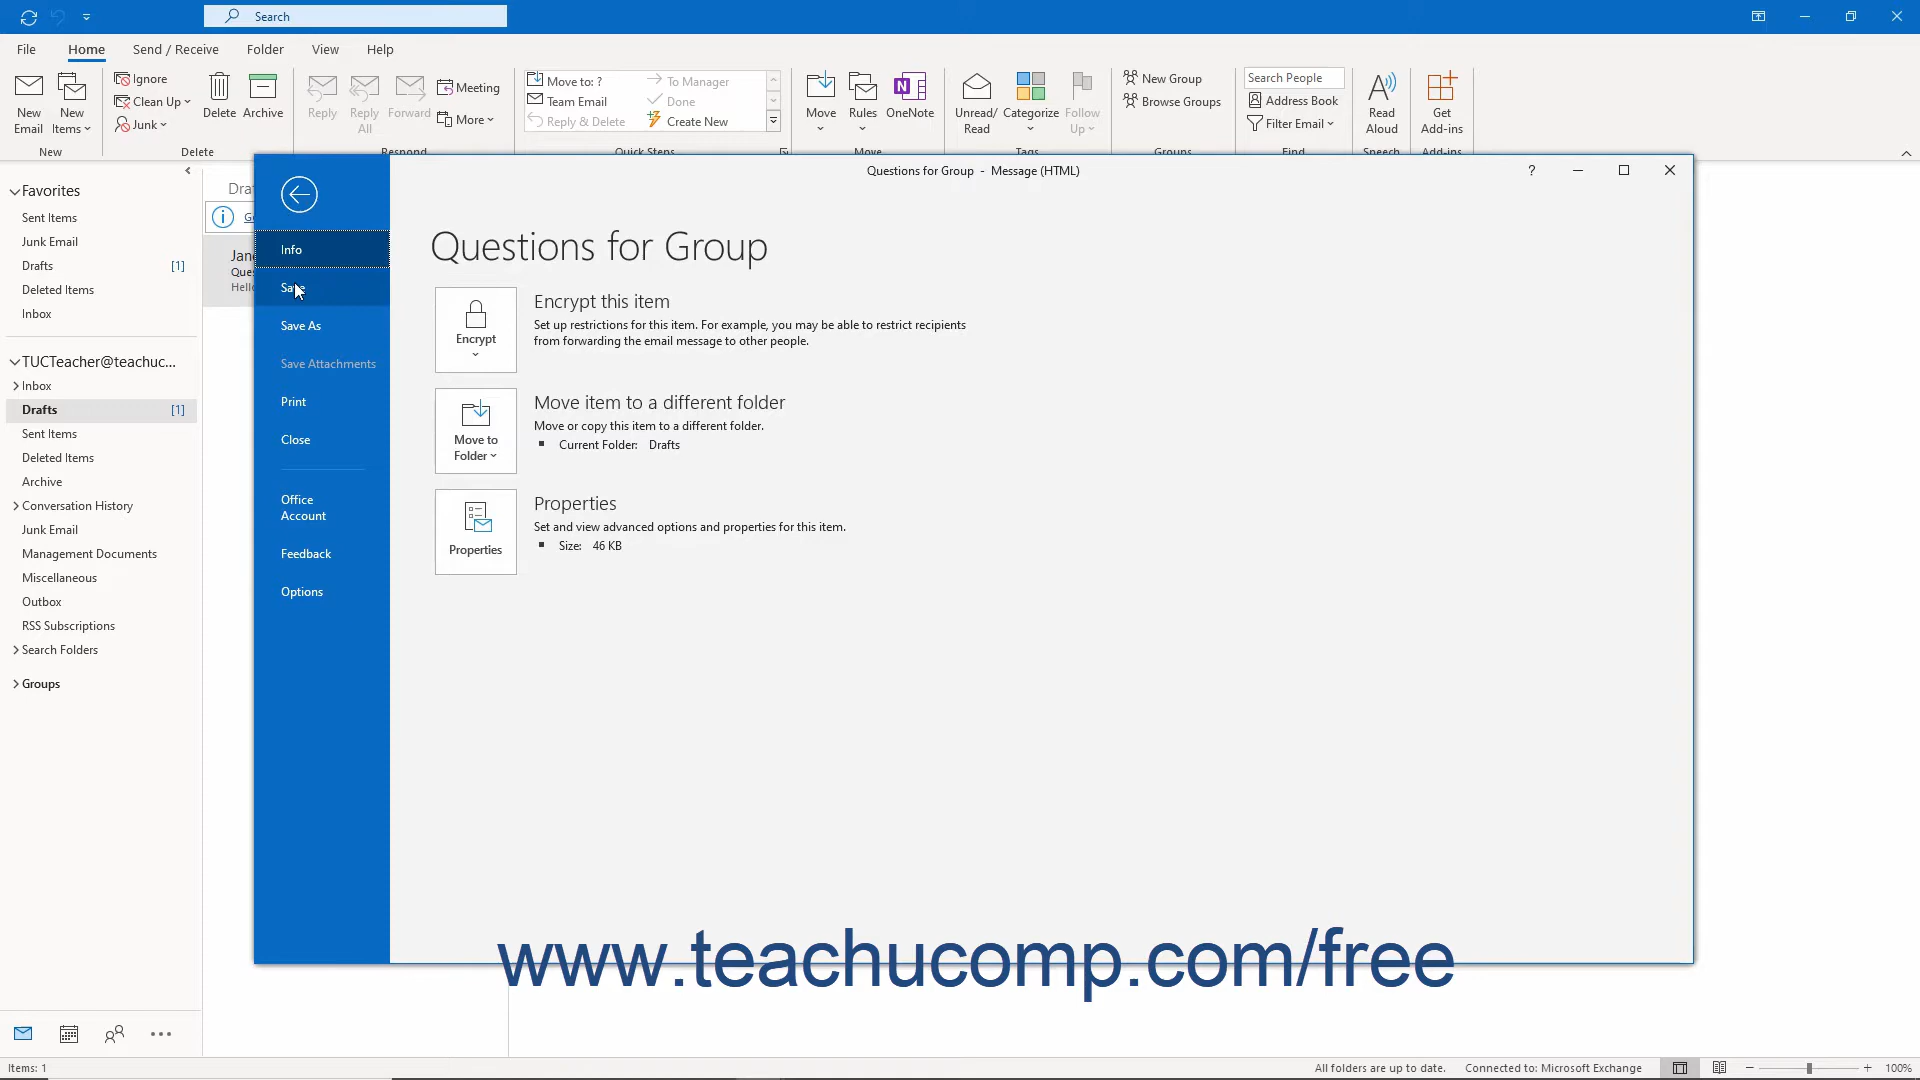 Search
File Home Send / Receive Folder View Help
New Email
New Items
New
Ignore
Clean Up
Junk
Delete
Archive
Delete
Reply
Reply All
Forward
Meeting
More
Respond
Move to: ?
To Manager
Team Email
Done
Reply & Delete
Create New
Quick Steps
Move
Rules
OneNote
Move
Unread/ Read
Categorize
Follow Up
Tags
New Group
Browse Groups
Groups
Search People
Address Book
Filter Email
Find
Read Aloud
Speech
Get Add-ins
Add-ins
Favorites
Sent Items
Junk Email
Drafts [1]
Deleted Items
Inbox
TUCTeacher@teachuc...
Inbox
Drafts [1]
Sent Items
Deleted Items
Archive
Conversation History
Junk Email
Management Documents
Miscellaneous
Outbox
RSS Subscriptions
Search Folders
Groups
Questions for Group - Message (HTML)
?
Info
Save
Save As
Save Attachments
Print
Close
Office
Account
Feedback
Options
Questions for Group
Encrypt
Encrypt this item
Set up restrictions for this item. For example, you may be able to restrict recipients
from forwarding the email message to other people.
Move to
Folder
Move item to a different folder
Move or copy this item to a different folder.
Current Folder: Drafts
Properties
Properties
Set and view advanced options and properties for this item.
Size: 46 KB
www.teachucomp.com/free
Items: 1
All folders are up to date. Connected to: Microsoft Exchange
100%